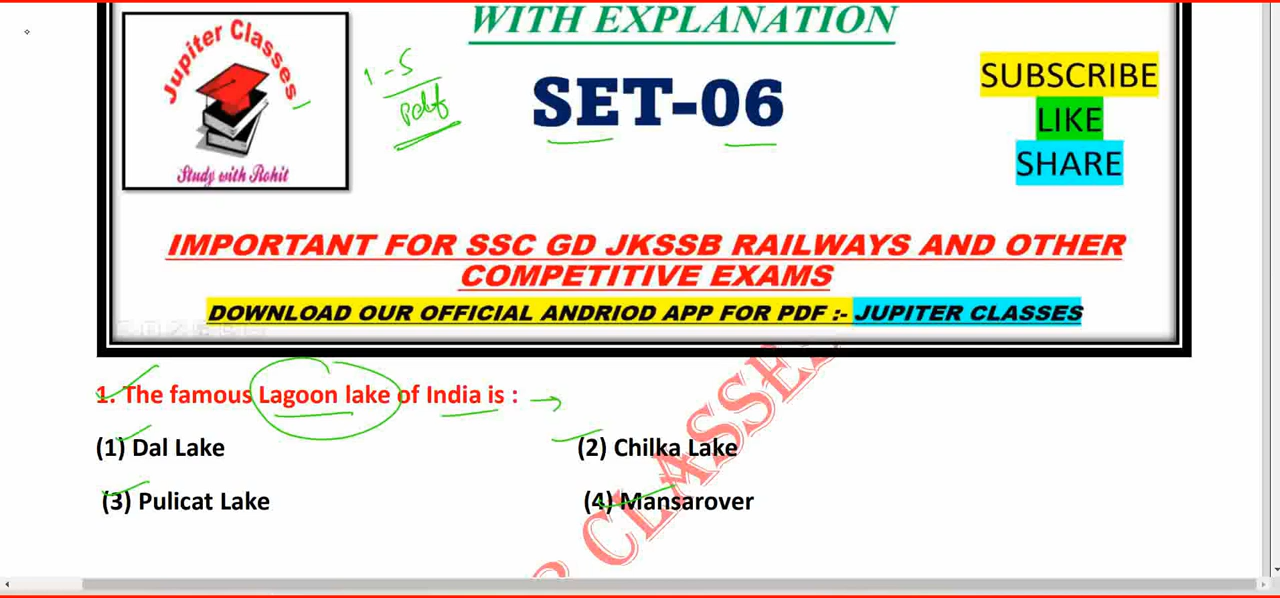 WITH EXPLANATION
Jupiter Classes
Study with Rohit
1-5
pdf
SET-06
SUBSCRIBE
LIKE
SHARE
IMPORTANT FOR SSC GD JKSSB RAILWAYS AND OTHER
COMPETITIVE EXAMS
DOWNLOAD OUR OFFICIAL ANDRIOD APP FOR PDF :- JUPITER CLASSES
1. The famous Lagoon lake of India is :
(1) Dal Lake
(2) Chilka Lake
(3) Pulicat Lake
(4) Mansarover
R CLASSES